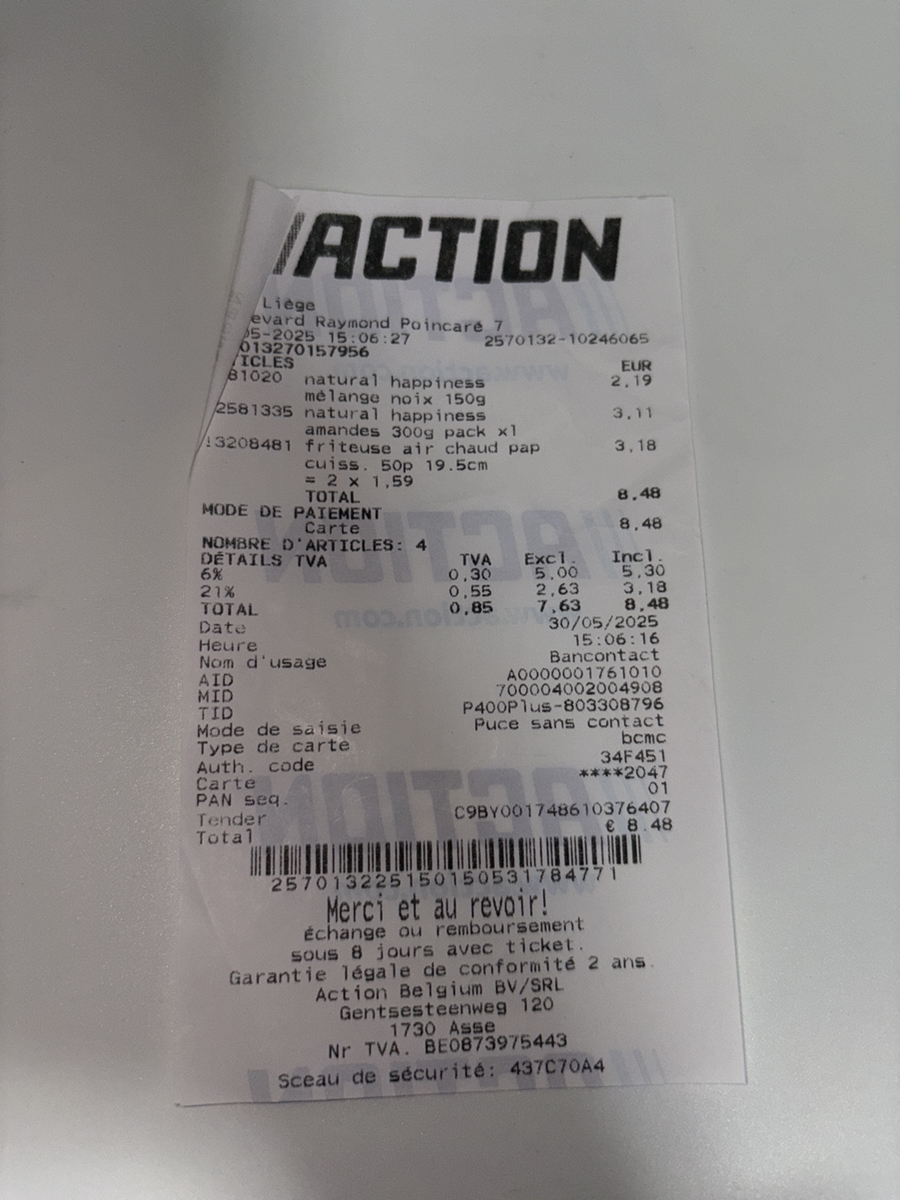 ACTION
Liège
evard Raymond Poincaré 7
05-2025 15:06:27 2570132-10246065
013270157956
TICLES EUR
81020 natural happiness 2,19
mélange noix 150g
2581335 natural happiness 3,11
amandes 300g pack x1
13208481 friteuse air chaud pap 3,18
cuiss. 50p 19.5cm
= 2 x 1,59
TOTAL 8,48
MODE DE PAIEMENT
Carte 8,48
NOMBRE D'ARTICLES: 4
DÉTAILS TVA TVA Excl. Incl.
6% 0,30 5,00 5,30
21% 0,55 2,63 3,18
TOTAL 0,85 7,63 8,48
Date 30/05/2025
Heure 15:06:16
Nom d'usage Bancontact
AID A0000001761010
MID 700004002004908
TID P400Plus-803308796
Mode de saisie Puce sans contact
Type de carte bcmc
Auth. code 34F451
Carte ****2047
PAN seq. 01
Tender C9BY001748610376407
Total € 8.48
257013225150150531784771
Merci et au revoir!
échange ou remboursement
sous 8 jours avec ticket.
Garantie légale de conformité 2 ans.
Action Belgium BV/SRL
Gentsesteenweg 120
1730 Asse
Nr TVA. BE0873975443
Sceau de sécurité: 437C70A4